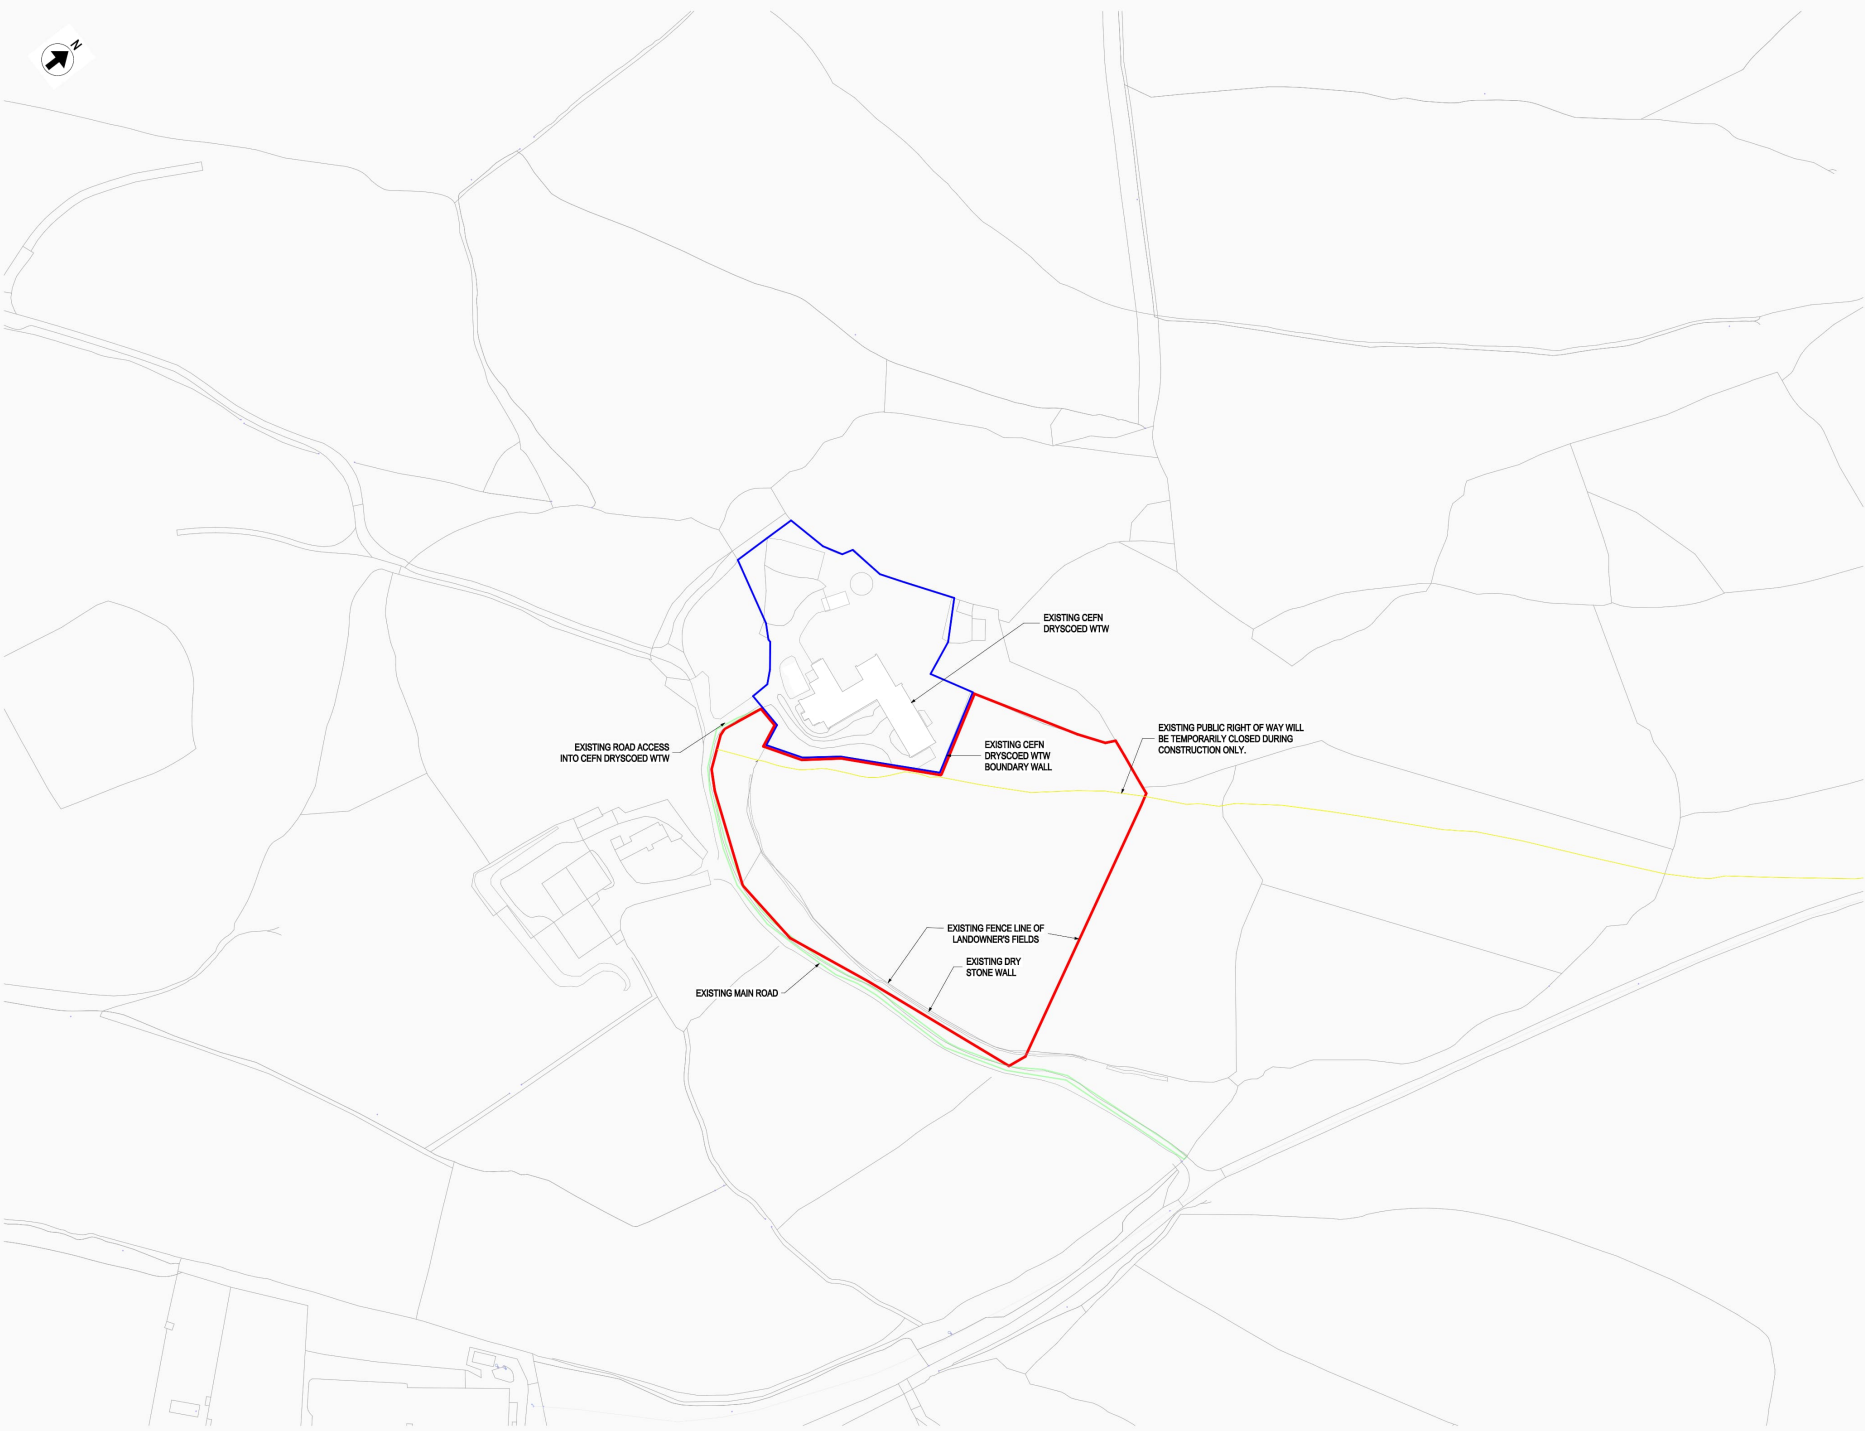 N
EXISTING CEFN
DRYSCOED WTW
EXISTING PUBLIC RIGHT OF WAY WILL
BE TEMPORARILY CLOSED DURING
CONSTRUCTION ONLY.
EXISTING ROAD ACCESS
INTO CEFN DRYSCOED WTW
EXISTING CEFN
DRYSCOED WTW
BOUNDARY WALL
EXISTING FENCE LINE OF
LANDOWNER'S FIELDS
EXISTING DRY
STONE WALL
EXISTING MAIN ROAD